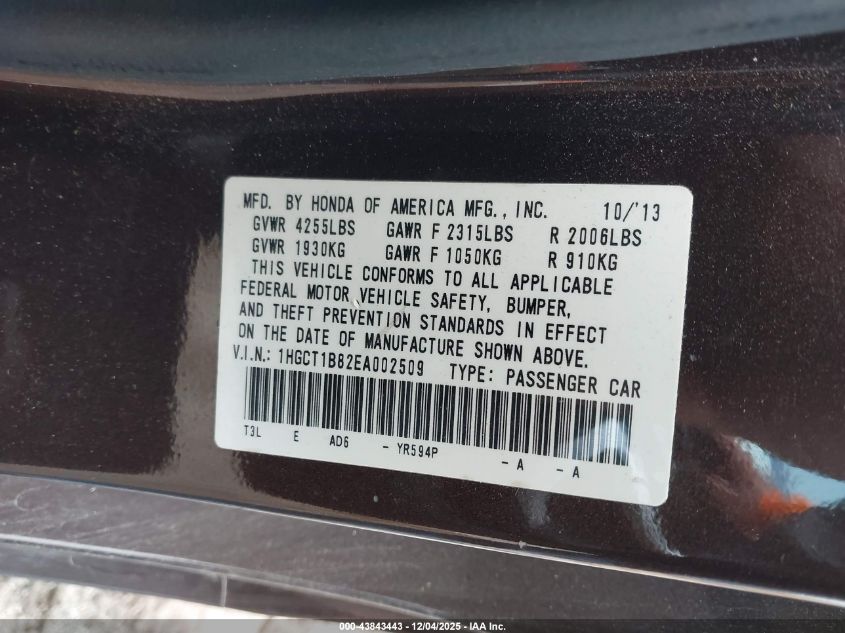 MFD. BY HONDA OF AMERICA MFG., INC. 10/'13
GVWR 4255LBS GAWR F 2315LBS R 2006LBS
GVWR 1930KG GAWR F 1050KG R 910KG
THIS VEHICLE CONFORMS TO ALL APPLICABLE
FEDERAL MOTOR VEHICLE SAFETY, BUMPER,
AND THEFT PREVENTION STANDARDS IN EFFECT
ON THE DATE OF MANUFACTURE SHOWN ABOVE.
V.I.N.: 1HGCT1B82EA002509 TYPE: PASSENGER CAR
T3L E AD6 - YR594P - A - A
000-43843443 - 12/04/2025 - IAA Inc.